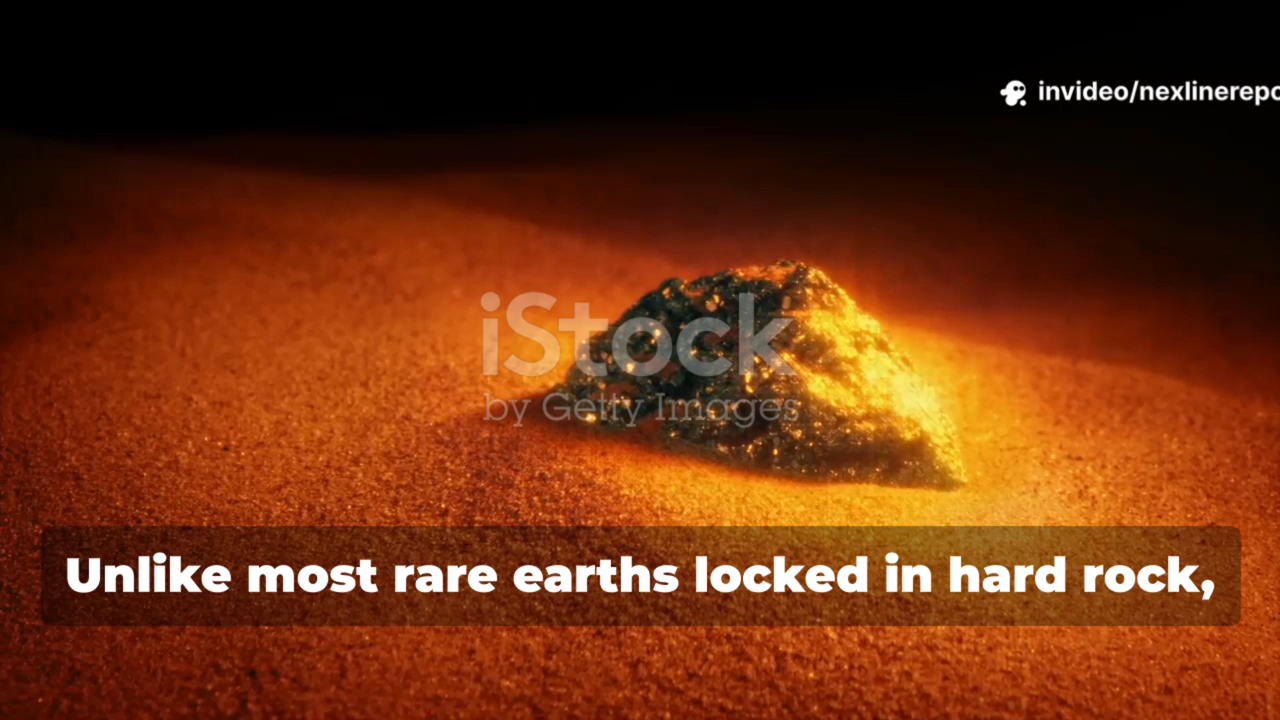 invideo/nexlinerepo
iStock
by Getty Images
Unlike most rare earths locked in hard rock,